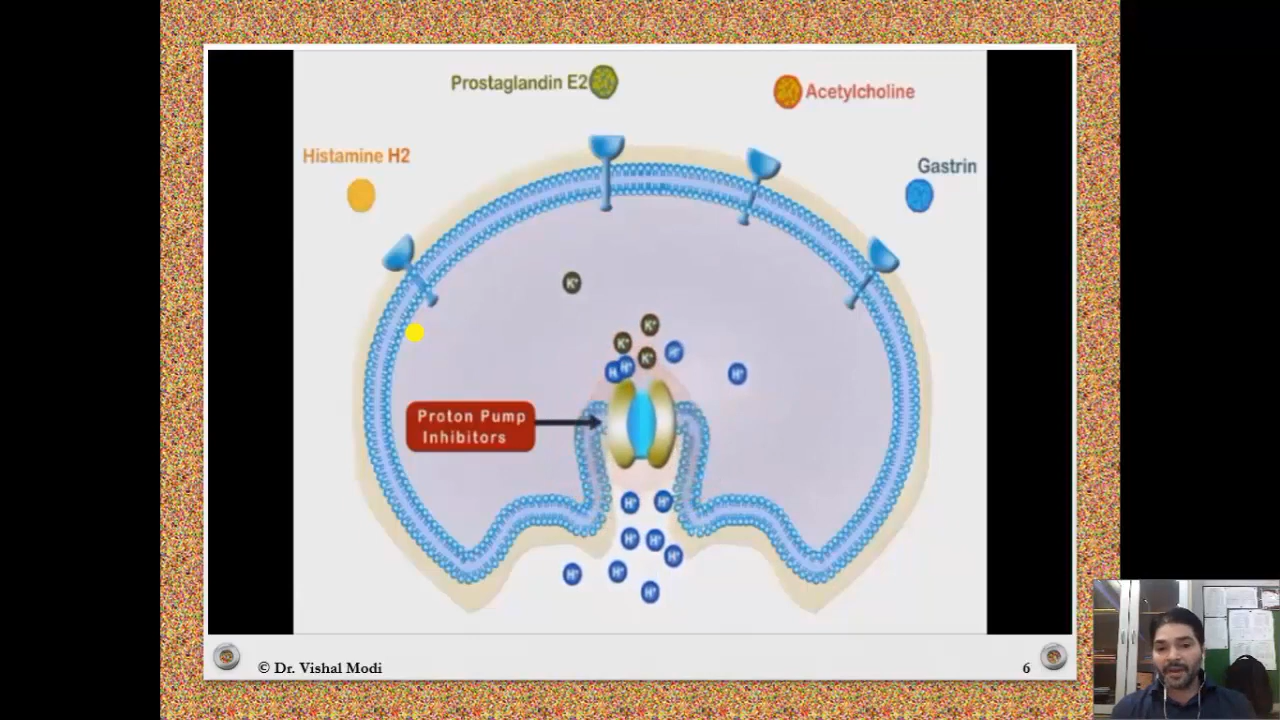 Prostaglandin E2
Acetylcholine
Histamine H2
Gastrin
K⁺
K⁺
K⁺
H⁺
K⁺
H
H⁺
H⁺
Proton Pump
Inhibitors
H⁺
H⁺
H⁺
H⁺
H⁺
H⁺
H⁺
H⁺
© Dr. Vishal Modi
6